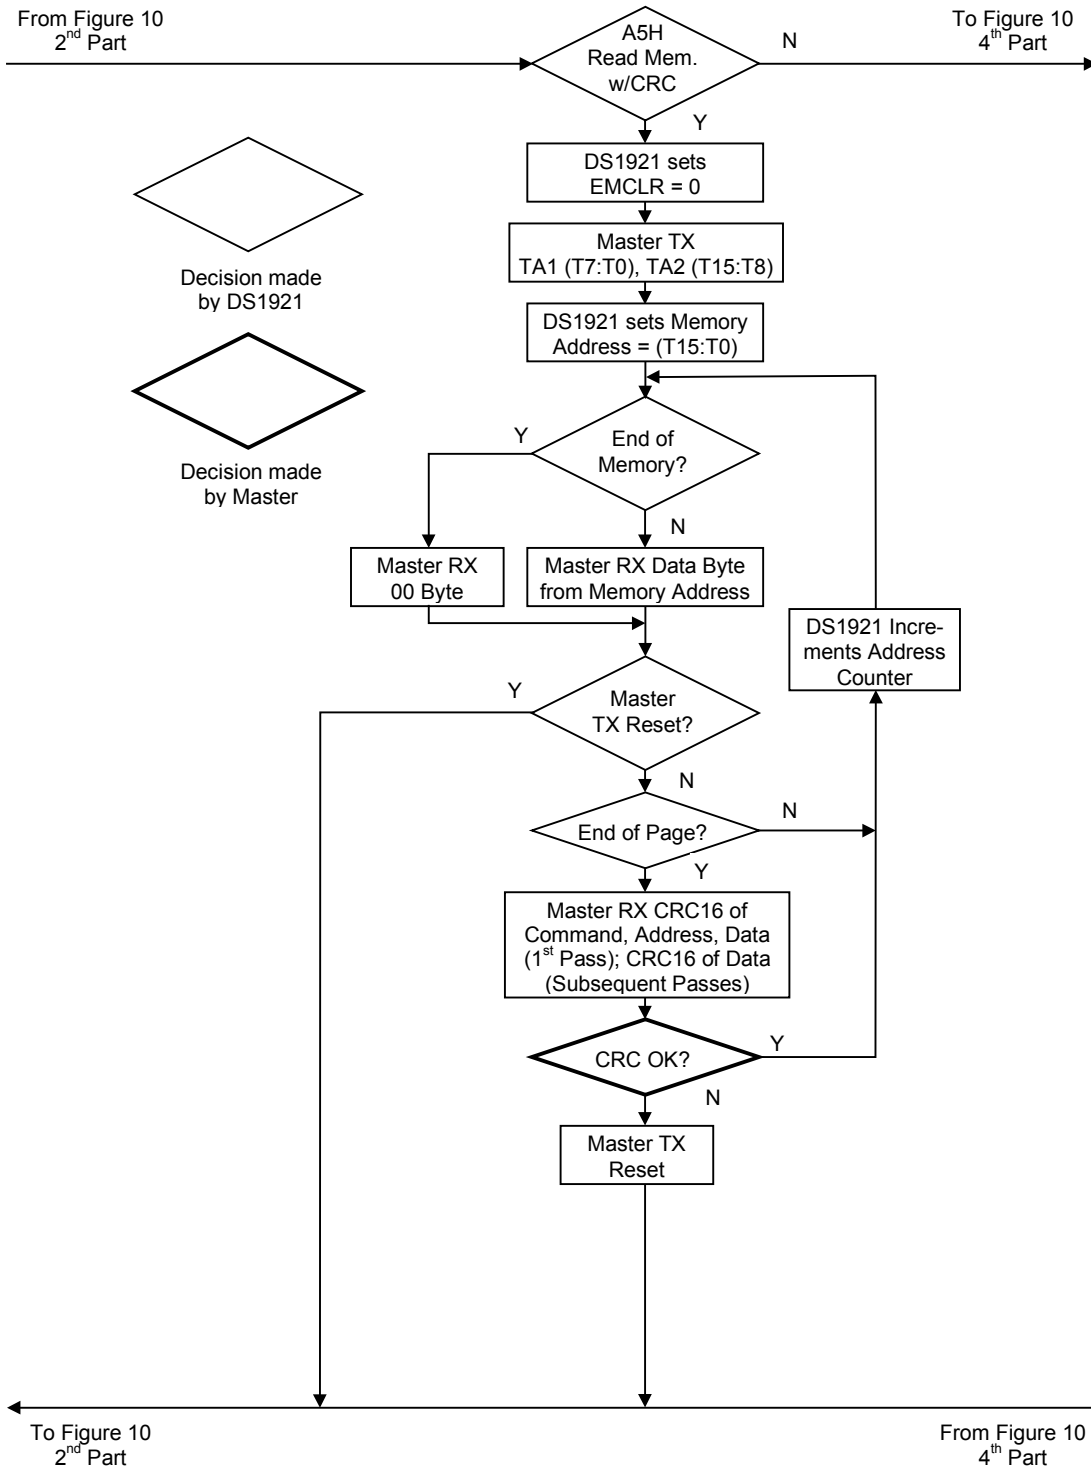 From Figure 10
2nd Part
A5H
Read Mem.
w/CRC
N
To Figure 10
4th Part
Y
DS1921 sets
EMCLR = 0
Master TX
TA1 (T7:T0), TA2 (T15:T8)
Decision made
by DS1921
DS1921 sets Memory
Address = (T15:T0)
Decision made
by Master
Y
End of
Memory?
N
Master RX
00 Byte
Master RX Data Byte
from Memory Address
DS1921 Incre-
ments Address
Counter
Y
Master
TX Reset?
N
End of Page?
N
Y
Master RX CRC16 of
Command, Address, Data
(1st Pass); CRC16 of Data
(Subsequent Passes)
CRC OK?
Y
N
Master TX
Reset
To Figure 10
2nd Part
From Figure 10
4th Part